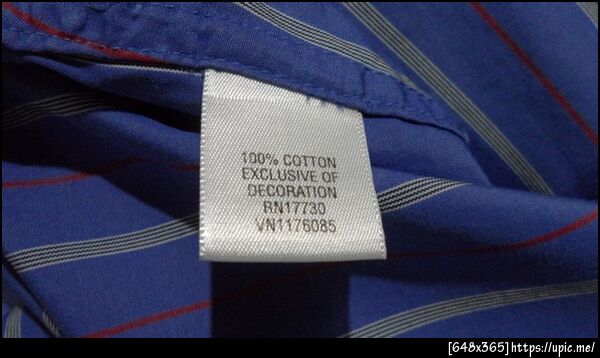 100% COTTON
EXCLUSIVE OF
DECORATION
RN17730
VN1176085
[648x365]https://upic.me/